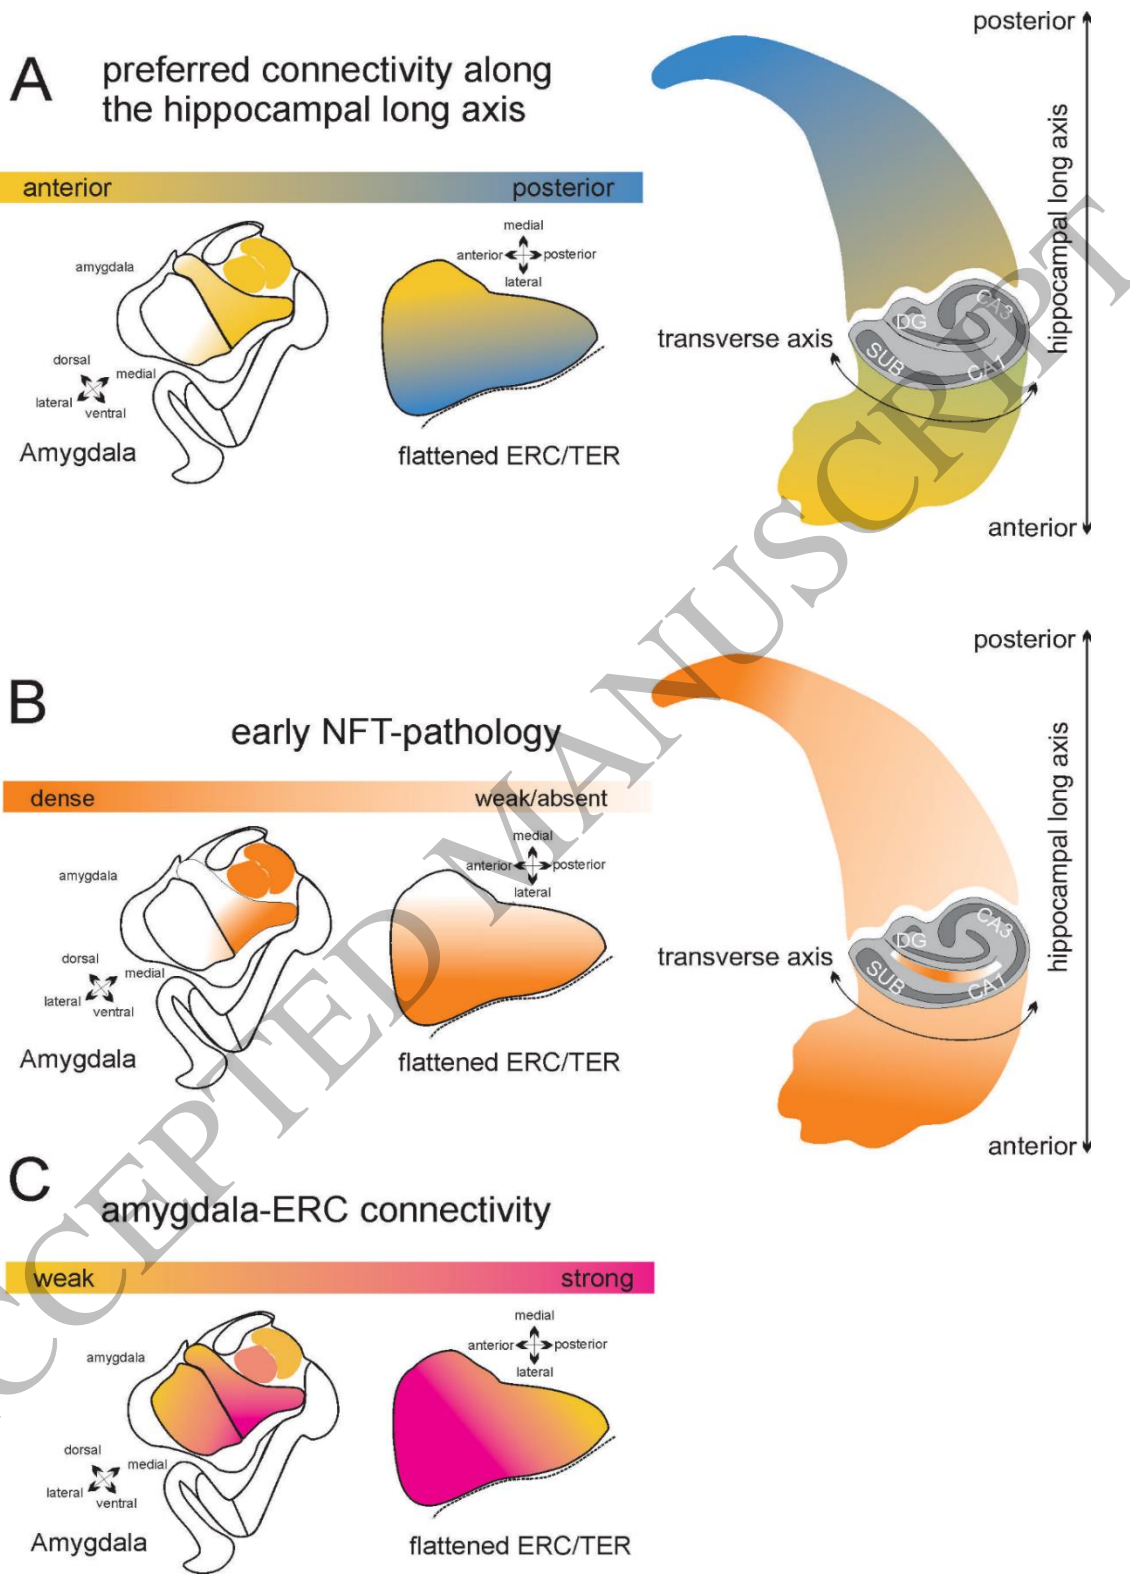 A
preferred connectivity along
the hippocampal long axis
anterior
posterior
amygdala
dorsal
medial
lateral
ventral
Amygdala
medial
anterior
posterior
lateral
flattened ERC/TER
posterior
hippocampal long axis
transverse axis
DG
CA3
SUB
CA1
anterior
B
early NFT-pathology
dense
weak/absent
amygdala
dorsal
medial
lateral
ventral
Amygdala
medial
anterior
posterior
lateral
flattened ERC/TER
posterior
hippocampal long axis
transverse axis
DG
CA3
SUB
CA1
anterior
C
amygdala-ERC connectivity
weak
strong
amygdala
dorsal
medial
lateral
ventral
Amygdala
medial
anterior
posterior
lateral
flattened ERC/TER
CCEPTED MANUSCRIPT